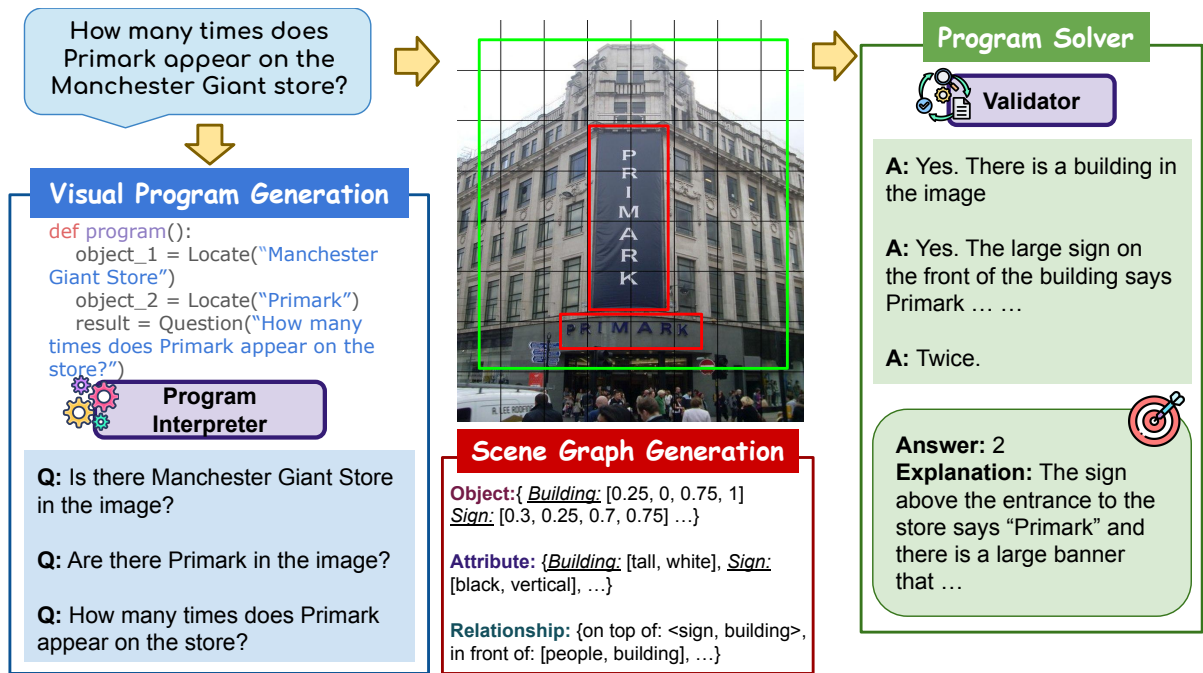 How many times does
Primark appear on the
Manchester Giant store?
Visual Program Generation
def program():
object_1 = Locate(“Manchester
Giant Store”)
object_2 = Locate(“Primark”)
result = Question(“How many
times does Primark appear on the
store?”)
Program
Interpreter
Q: Is there Manchester Giant Store
in the image?
Q: Are there Primark in the image?
Q: How many times does Primark
appear on the store?
PRIMARK
PRIMARK
Scene Graph Generation
Object:{ Building: [0.25, 0, 0.75, 1]
Sign: [0.3, 0.25, 0.7, 0.75] …}
Attribute: {Building: [tall, white], Sign:
[black, vertical], …}
Relationship: {on top of: <sign, building>,
in front of: [people, building], …}
Program Solver
Validator
A: Yes. There is a building in
the image
A: Yes. The large sign on
the front of the building says
Primark … …
A: Twice.
Answer: 2
Explanation: The sign
above the entrance to the
store says “Primark” and
there is a large banner
that …